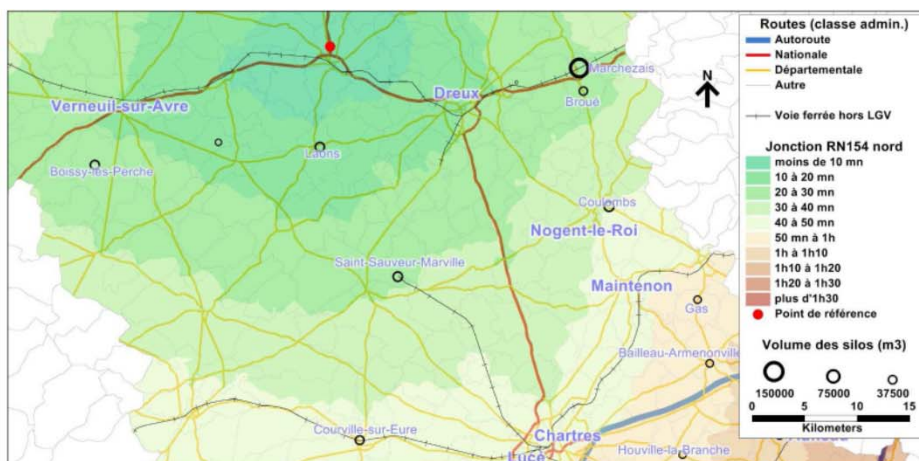 Verneuil-sur-Avre
Dreux
Marchezais
Broué
Boissy-lès-Perche
Laons
Coulombs
Nogent-le-Roi
Saint-Sauveur-Marville
Maintenon
Gas
Bailleau-Armenonville
Courville-sur-Eure
Chartres
Lucé
Houville-la-Branche
N
Routes (classe admin.)
Autoroute
Nationale
Départementale
Autre
Voie ferrée hors LGV
Jonction RN154 nord
moins de 10 mn
10 à 20 mn
20 à 30 mn
30 à 40 mn
40 à 50 mn
50 mn à 1h
1h à 1h10
1h10 à 1h20
1h20 à 1h30
plus d'1h30
Point de référence
Volume des silos (m3)
150000 75000 37500
0 5 10 15
Kilometers